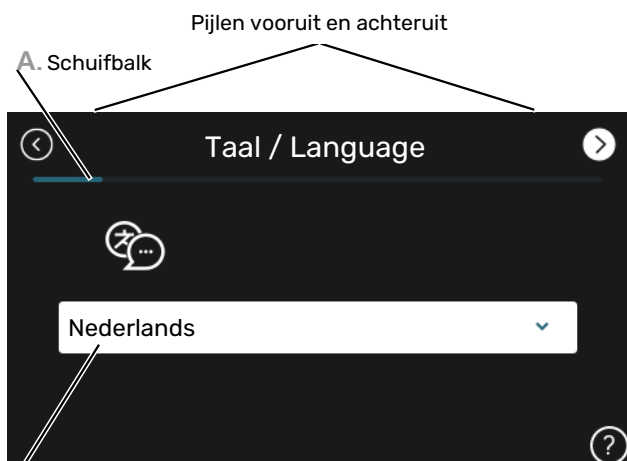 Pijlen vooruit en achteruit
A. Schuifbalk
Taal / Language
Nederlands
?